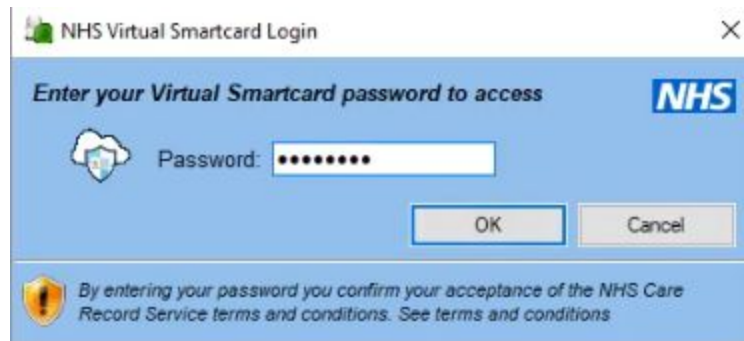 NHS Virtual Smartcard Login
Enter your Virtual Smartcard password to access
NHS
Password: ••••••••
OK
Cancel
By entering your password you confirm your acceptance of the NHS Care
Record Service terms and conditions. See terms and conditions